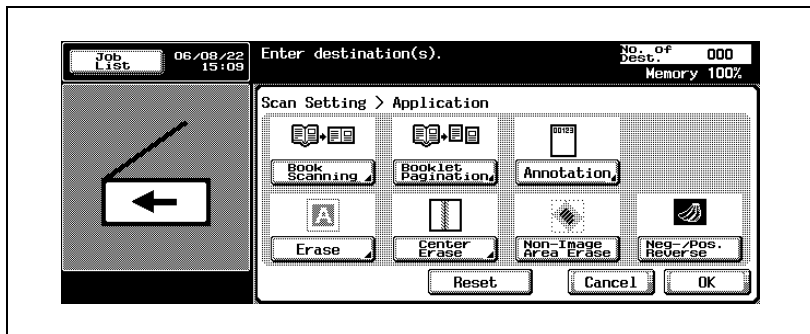 Job
List
06/08/22
15:09
Enter destination(s).
No. of
Dest.
000
Memory 100%
Scan Setting > Application
Book
Scanning
Booklet
Pagination
00123
Annotation
A
Erase
Center
Erase
Non-Image
Area Erase
Neg-/Pos.
Reverse
Reset
Cancel
OK